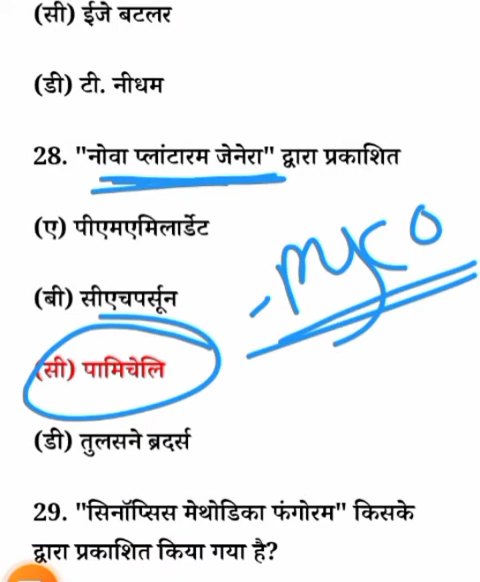 (सी) ईजे बटलर
(डी) टी. नीधम
28. "नोवा प्लांटारम जेनेरा" द्वारा प्रकाशित
(ए) पीएमएमिलार्डेट
(बी) सीएचपर्सून
(सी) पामिचेलि
(डी) तुलसने ब्रदर्स
- myco
29. "सिनॉप्सिस मेथोडिका फंगोरम" किसके
द्वारा प्रकाशित किया गया है?